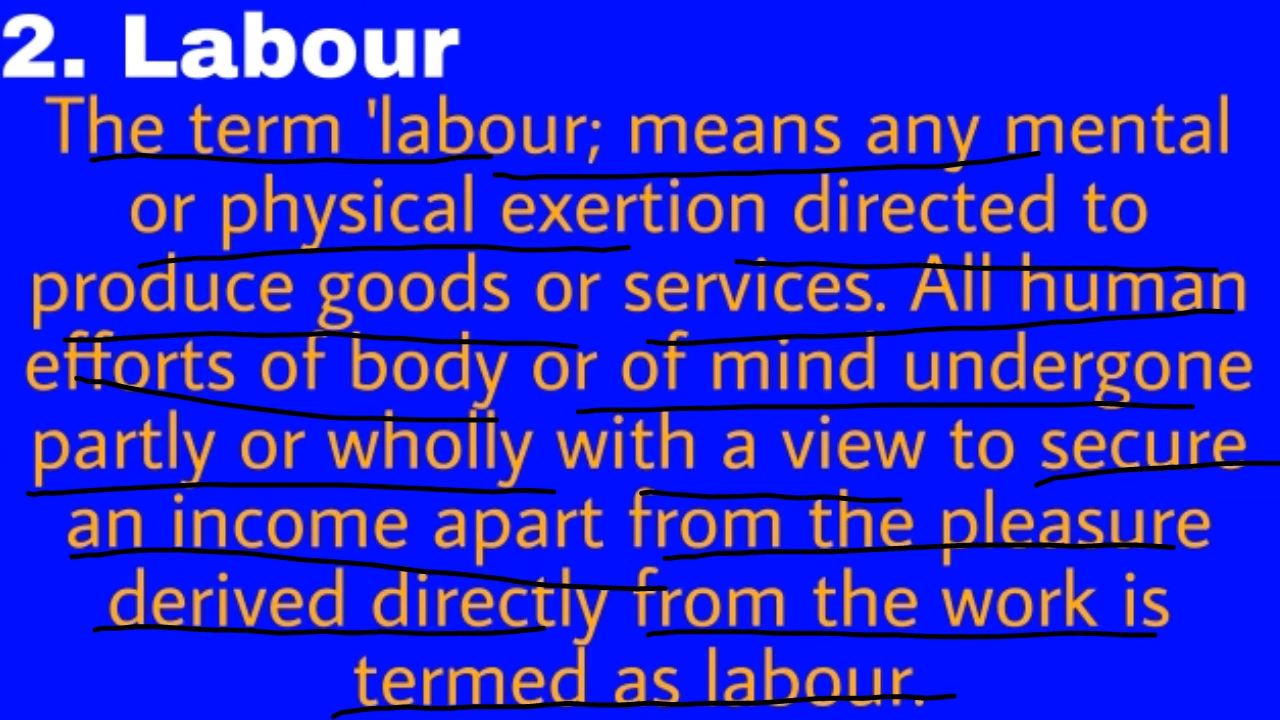 2. Labour
The term 'labour; means any mental
or physical exertion directed to
produce goods or services. All human
efforts of body or of mind undergone
partly or wholly with a view to secure
an income apart from the pleasure
derived directly from the work is
termed as labour.